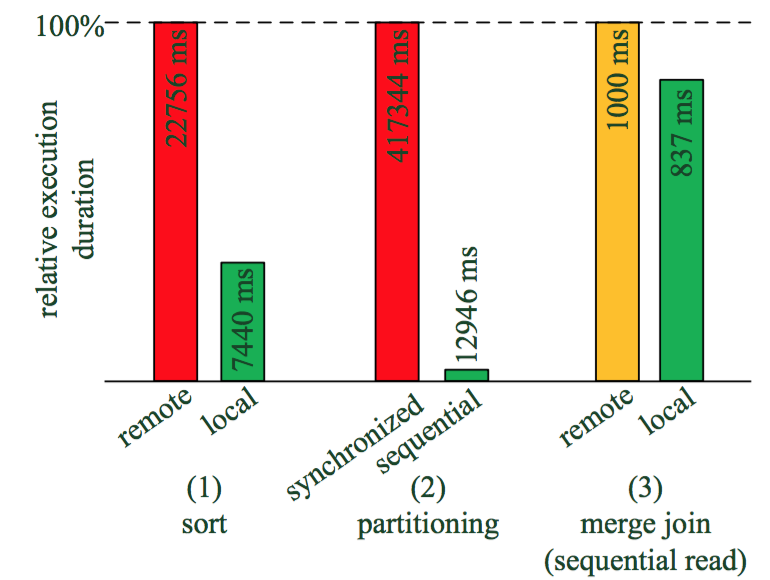 100%
relative execution
duration
22756 ms
7440 ms
417344 ms
12946 ms
1000 ms
837 ms
remote
local
synchronized
sequential
remote
local
(1)
sort
(2)
partitioning
(3)
merge join
(sequential read)